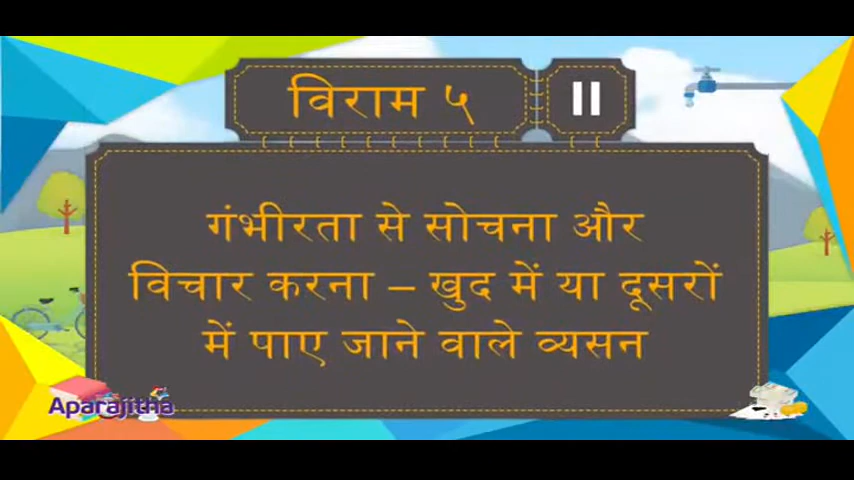 विराम ५
गंभीरता से सोचना और
विचार करना – खुद में या दूसरों
में पाए जाने वाले व्यसन
Aparajitha